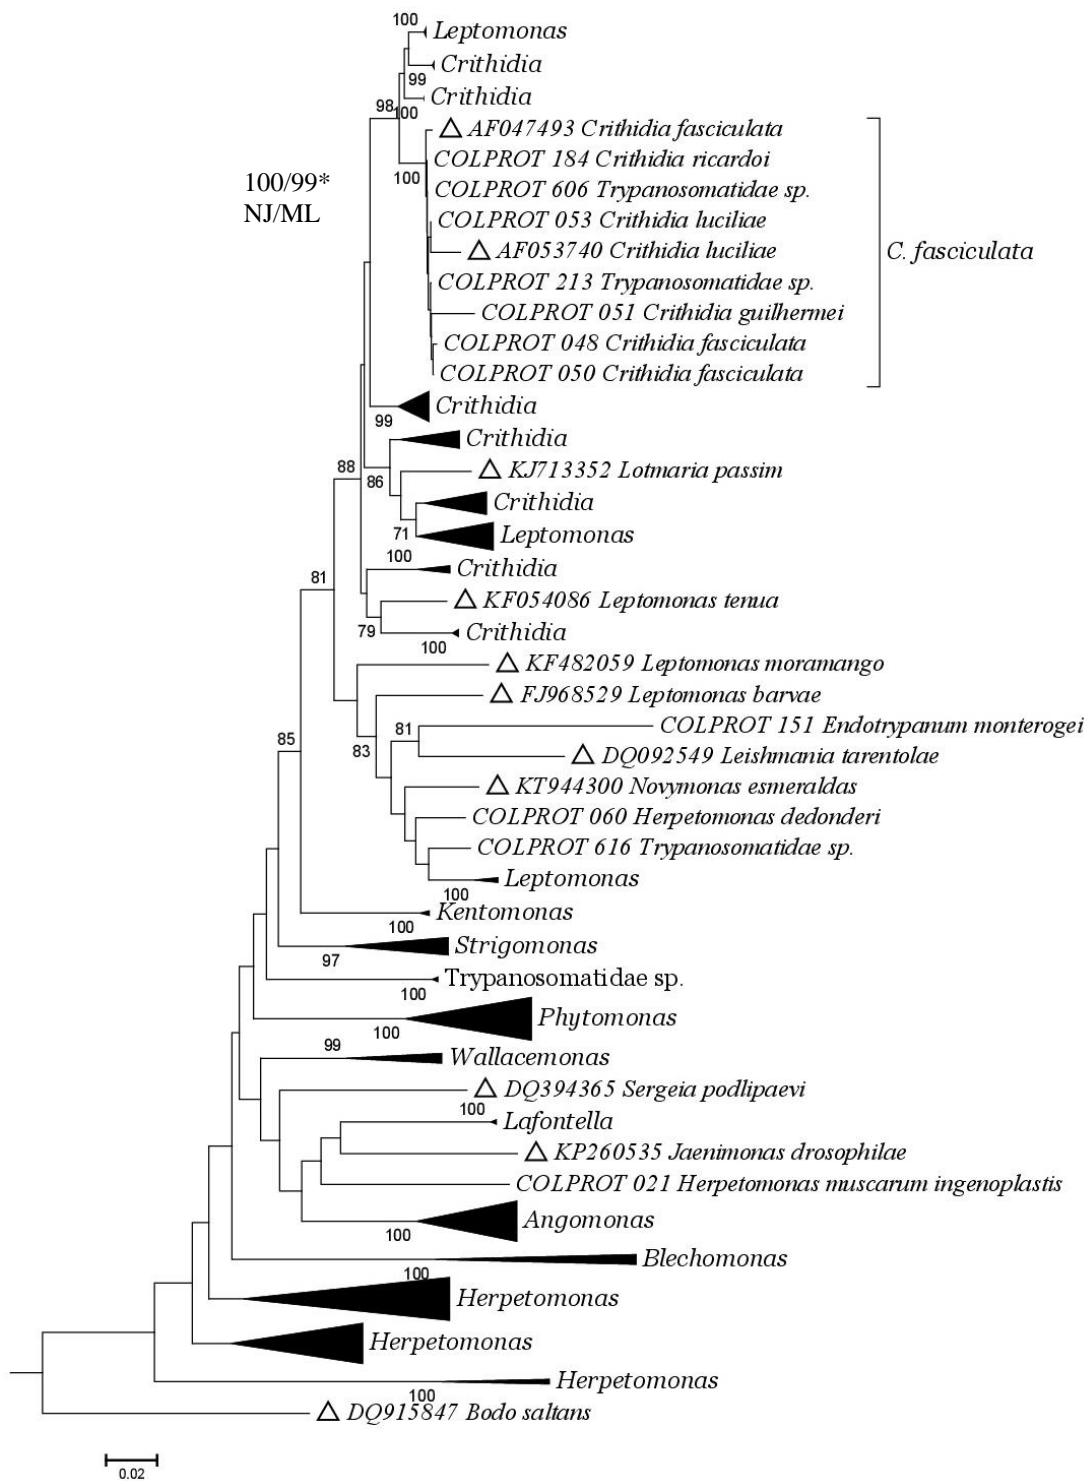 100
Leptomonas
Crithidia
99
Crithidia
98
100
AF047493 Crithidia fasciculata
COLPROT 184 Crithidia ricardoi
100
100/99*
NJ/ML
COLPROT 606 Trypanosomatidae sp.
COLPROT 053 Crithidia luciliae
AF053740 Crithidia luciliae
C. fasciculata
COLPROT 213 Trypanosomatidae sp.
COLPROT 051 Crithidia guilhermei
COLPROT 048 Crithidia fasciculata
COLPROT 050 Crithidia fasciculata
Crithidia
99
Crithidia
88
KJ713352 Lotmaria passim
86
Crithidia
71
Leptomonas
100
Crithidia
81
KF054086 Leptomonas tenua
79
Crithidia
100
KF482059 Leptomonas moramango
FJ968529 Leptomonas barvae
COLPROT 151 Endotrypanum monterogei
81
85
83
DQ092549 Leishmania tarentolae
KT944300 Novymonas esmeraldas
COLPROT 060 Herpetomonas dedonderi
COLPROT 616 Trypanosomatidae sp.
Leptomonas
100
Kentomonas
100
Strigomonas
97
Trypanosomatidae sp.
100
Phytomonas
100
99
Wallacemonas
DQ394365 Sergeia podlipaevi
100
Lafontella
KP260535 Jaenimonas drosophilae
COLPROT 021 Herpetomonas muscarum ingenoplastis
Angomonas
100
Blechomonas
100
Herpetomonas
Herpetomonas
Herpetomonas
100
DQ915847 Bodo saltans
0.02